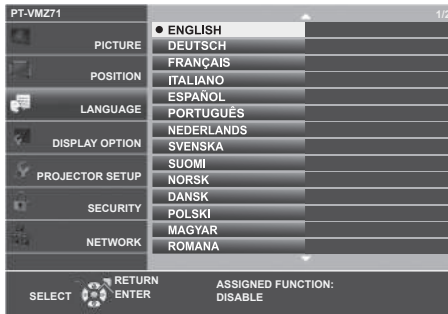 PT-VMZ71
1/2
PICTURE
POSITION
LANGUAGE
DISPLAY OPTION
PROJECTOR SETUP
SECURITY
NETWORK
ENGLISH
DEUTSCH
FRANÇAIS
ITALIANO
ESPAÑOL
PORTUGUÊS
NEDERLANDS
SVENSKA
SUOMI
NORSK
DANSK
POLSKI
MAGYAR
ROMANA
SELECT
RETURN
ENTER
ASSIGNED FUNCTION:
DISABLE